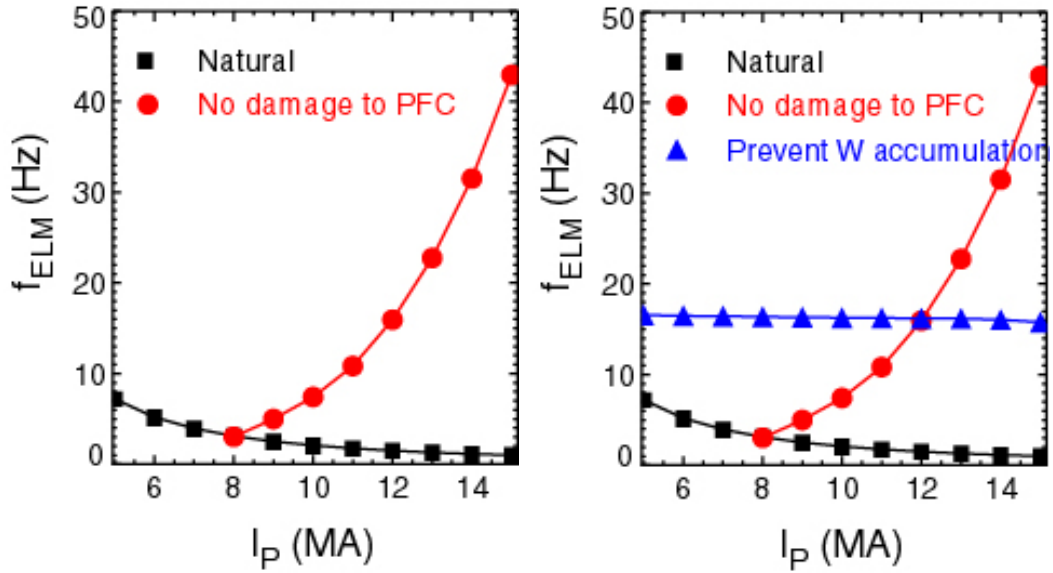 50
40
30
20
10
0
f_ELM (Hz)
Natural
No damage to PFC
6 8 10 12 14
I_P (MA)
50
40
30
20
10
0
f_ELM (Hz)
Natural
No damage to PFC
Prevent W accumulation
6 8 10 12 14
I_P (MA)